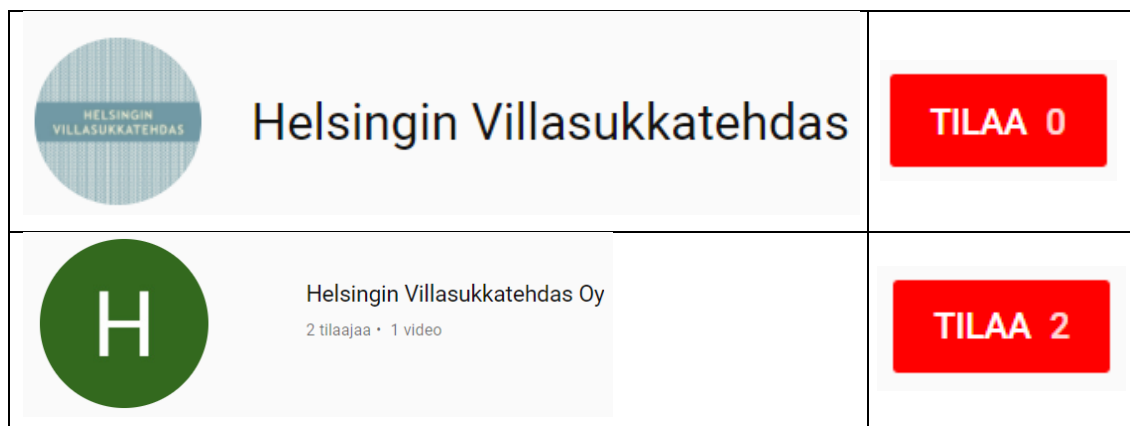 HELSINGIN
VILLASUKKATEHDAS
Helsingin Villasukkatehdas
TILAA 0
H
Helsingin Villasukkatehdas Oy
2 tilaajaa • 1 video
TILAA 2